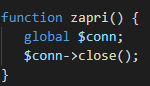 function zapri() {
    global $conn;
    $conn->close();
}